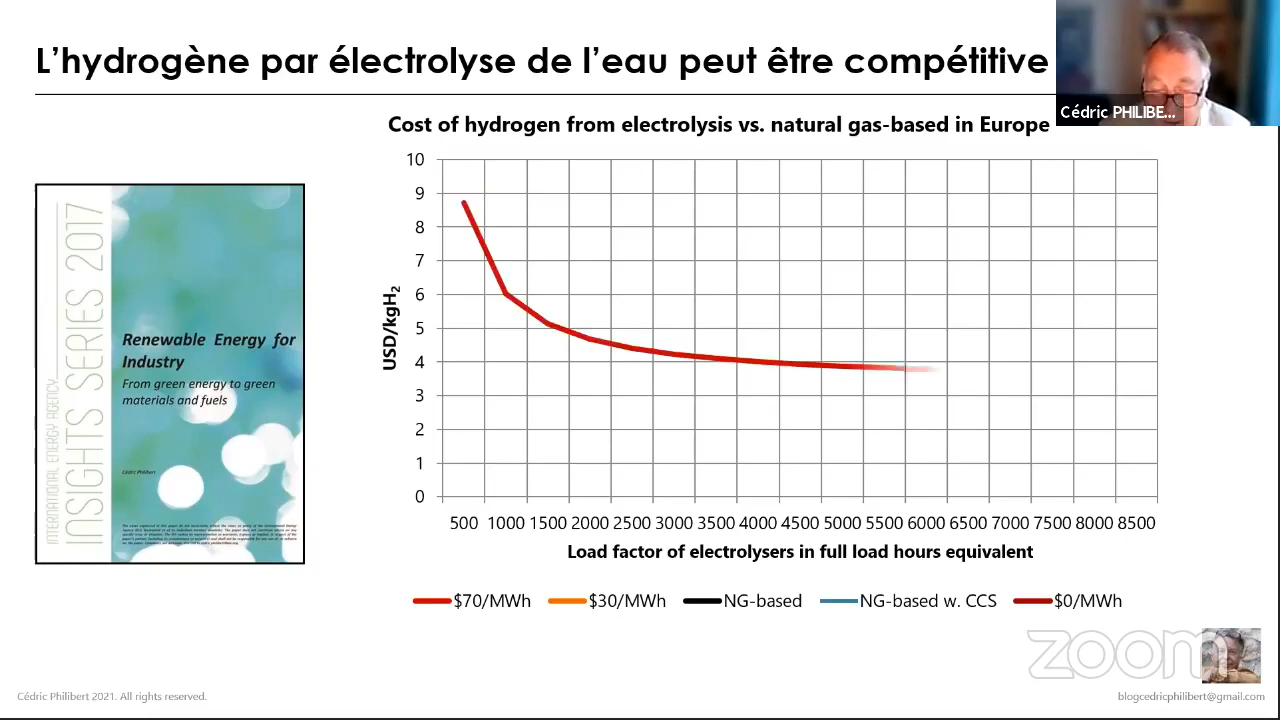 L'hydrogène par électrolyse de l'eau peut être compétitive
Cédric PHILIBE...
Cost of hydrogen from electrolysis vs. natural gas-based in Europe
10
9
8
7
6
5
4
3
2
1
0
USD/kgH₂
500 1000 1500 2000 2500 3000 3500 4000 4500 5000 5500 6000 6500 7000 7500 8000 8500
Load factor of electrolysers in full load hours equivalent
$70/MWh $30/MWh NG-based NG-based w. CCS $0/MWh
INTERNATIONAL ENERGY AGENCY
INSIGHTS SERIES 2017
Renewable Energy for
Industry
From green energy to green
materials and fuels
Cédric Philibert
zoom
Cédric Philibert 2021. All rights reserved.
blogcedricphilibert@gmail.com